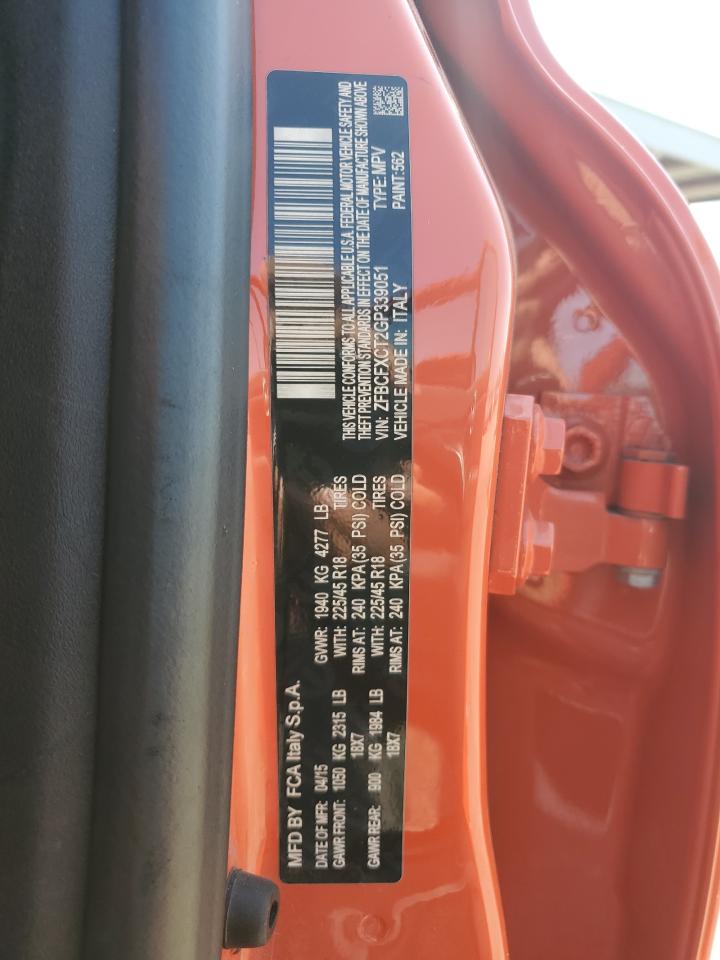 MFD BY FCA Italy S.p.A.
DATE OF MFR: 04/15 GVWR: 1940 KG 4277 LB
GAWR FRONT: 1050 KG 2315 LB WITH: 225/45 R18 TIRES
18X7 RIMS AT: 240 KPA (35 PSI) COLD
GAWR REAR: 900 KG 1984 LB WITH: 225/45 R18 TIRES
18X7 RIMS AT: 240 KPA (35 PSI) COLD
THIS VEHICLE CONFORMS TO ALL APPLICABLE U.S.A. FEDERAL MOTOR VEHICLE SAFETY AND
THEFT PREVENTION STANDARDS IN EFFECT ON THE DATE OF MANUFACTURE SHOWN ABOVE
VIN: ZFBCFXCT2GP339051 TYPE: MPV
VEHICLE MADE IN: ITALY PAINT: 562